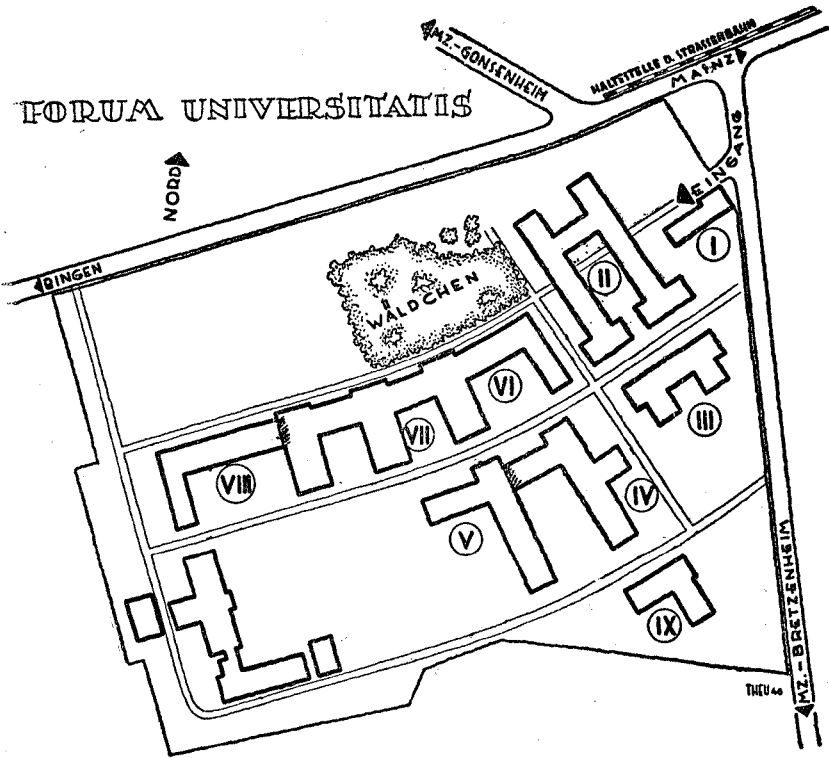 MZ.-GONSENHEIM
HALTESTELLE D. STRASSENBAHN
MAINZ
FORUM UNIVERSITATIS
NORD
EINGANG
BINGEN
WÄLDCHEN
I
II
III
VI
VII
VIII
IV
V
IX
MZ.-BRETZENHEIM
THEU 46